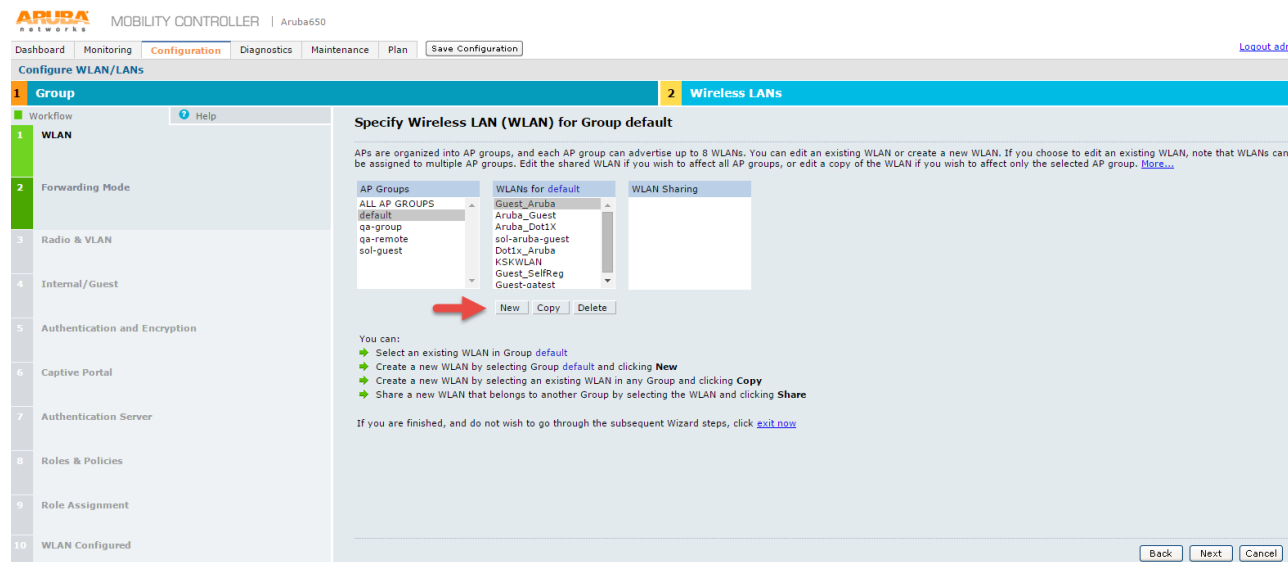 ARUBA networks MOBILITY CONTROLLER | Aruba650
Dashboard Monitoring Configuration Diagnostics Maintenance Plan Save Configuration Logout adm
Configure WLAN/LANs
1 Group 2 Wireless LANs
Workflow Help
1 WLAN
2 Forwarding Mode
3 Radio & VLAN
4 Internal/Guest
5 Authentication and Encryption
6 Captive Portal
7 Authentication Server
8 Roles & Policies
9 Role Assignment
10 WLAN Configured
Specify Wireless LAN (WLAN) for Group default
APs are organized into AP groups, and each AP group can advertise up to 8 WLANs. You can edit an existing WLAN or create a new WLAN. If you choose to edit an existing WLAN, note that WLANs can
be assigned to multiple AP groups. Edit the shared WLAN if you wish to affect all AP groups, or edit a copy of the WLAN if you wish to affect only the selected AP group. More...
AP Groups
ALL AP GROUPS
default
qa-group
qa-remote
sol-guest
WLANs for default
Guest_Aruba
Aruba_Guest
Aruba_Dot1X
sol-aruba-guest
Dot1x_Aruba
KSKWLAN
Guest_SelfReg
Guest-qatest
WLAN Sharing
New Copy Delete
You can:
Select an existing WLAN in Group default
Create a new WLAN by selecting Group default and clicking New
Create a new WLAN by selecting an existing WLAN in any Group and clicking Copy
Share a new WLAN that belongs to another Group by selecting the WLAN and clicking Share
If you are finished, and do not wish to go through the subsequent Wizard steps, click exit now
Back Next Cancel